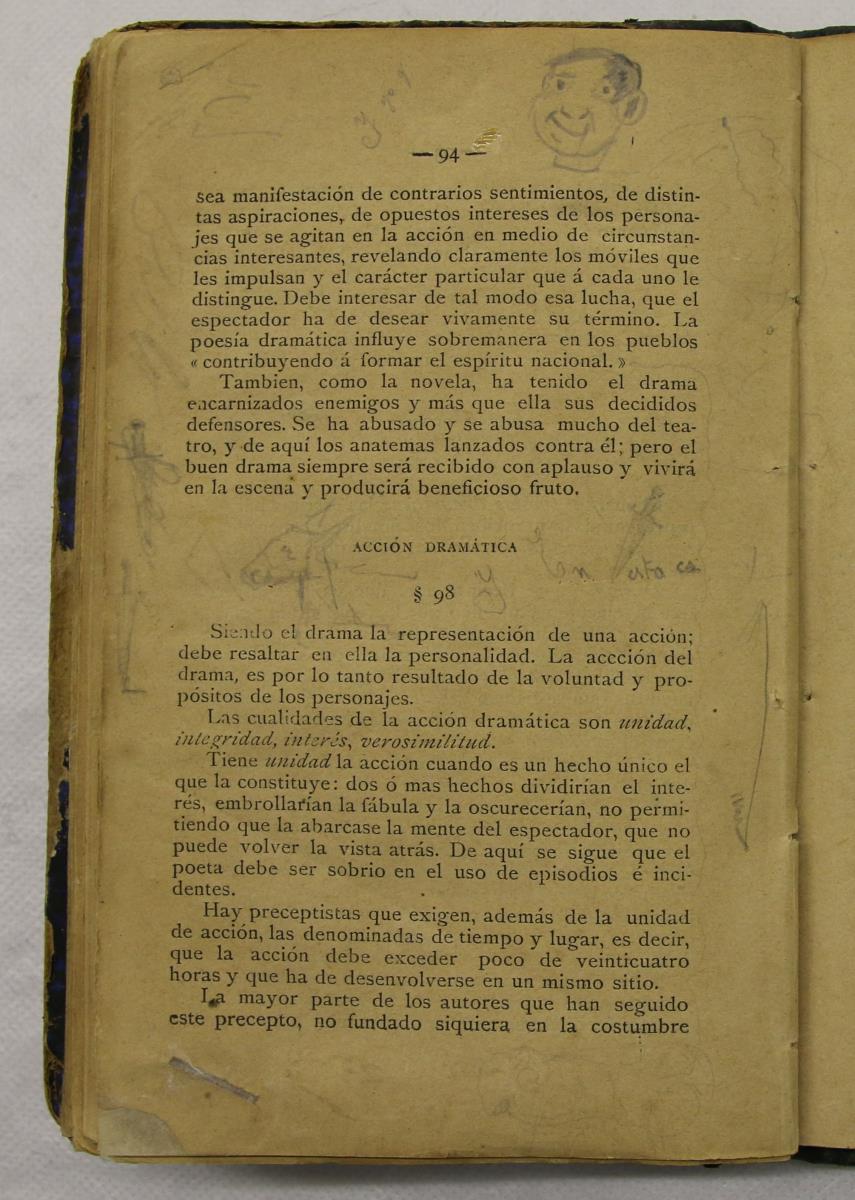 — 94 —
sea manifestación de contrarios sentimientos, de distin-
tas aspiraciones, de opuestos intereses de los persona-
jes que se agitan en la acción en medio de circunstan-
cias interesantes, revelando claramente los móviles que
les impulsan y el carácter particular que á cada uno le
distingue. Debe interesar de tal modo esa lucha, que el
espectador ha de desear vivamente su término. La
poesía dramática influye sobremanera en los pueblos
« contribuyendo á formar el espíritu nacional. »
Tambien, como la novela, ha tenido el drama
encarnizados enemigos y más que ella sus decididos
defensores. Se ha abusado y se abusa mucho del tea-
tro, y de aquí los anatemas lanzados contra él; pero el
buen drama siempre será recibido con aplauso y vivirá
en la escena y producirá beneficioso fruto.
ACCIÓN DRAMÁTICA
§ 98
Siendo el drama la representación de una acción;
debe resaltar en ella la personalidad. La accción del
drama, es por lo tanto resultado de la voluntad y pro-
pósitos de los personajes.
Las cualidades de la acción dramática son unidad,
integridad, interés, verosimilitud.
Tiene unidad la acción cuando es un hecho único el
que la constituye: dos ó mas hechos dividirían el inte-
rés, embrollarían la fábula y la oscurecerían, no permi-
tiendo que la abarcase la mente del espectador, que no
puede volver la vista atrás. De aquí se sigue que el
poeta debe ser sobrio en el uso de episodios é inci-
dentes.
Hay preceptistas que exigen, además de la unidad
de acción, las denominadas de tiempo y lugar, es decir,
que la acción debe exceder poco de veinticuatro
horas y que ha de desenvolverse en un mismo sitio.
La mayor parte de los autores que han seguido
este precepto, no fundado siquiera en la costumbre